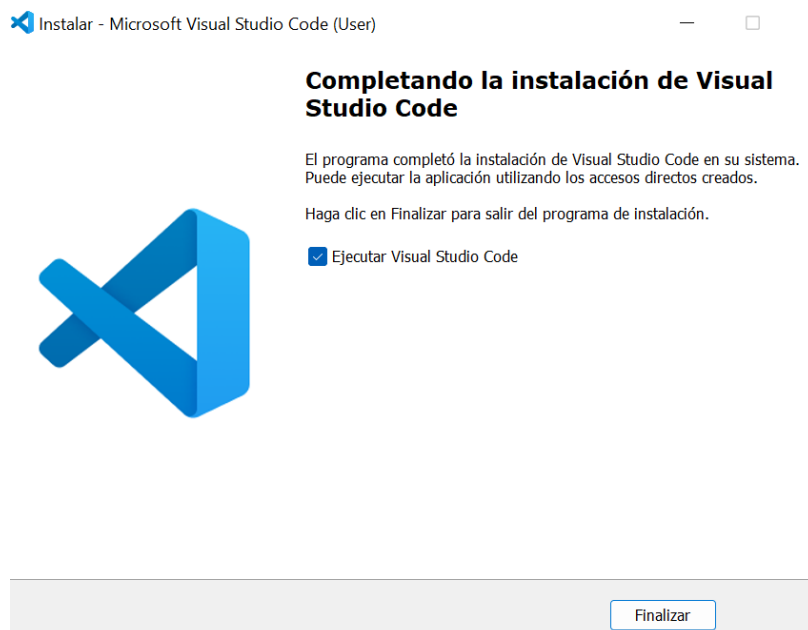 Instalar - Microsoft Visual Studio Code (User)
Completando la instalación de Visual
Studio Code
El programa completó la instalación de Visual Studio Code en su sistema.
Puede ejecutar la aplicación utilizando los accesos directos creados.
Haga clic en Finalizar para salir del programa de instalación.
Ejecutar Visual Studio Code
Finalizar